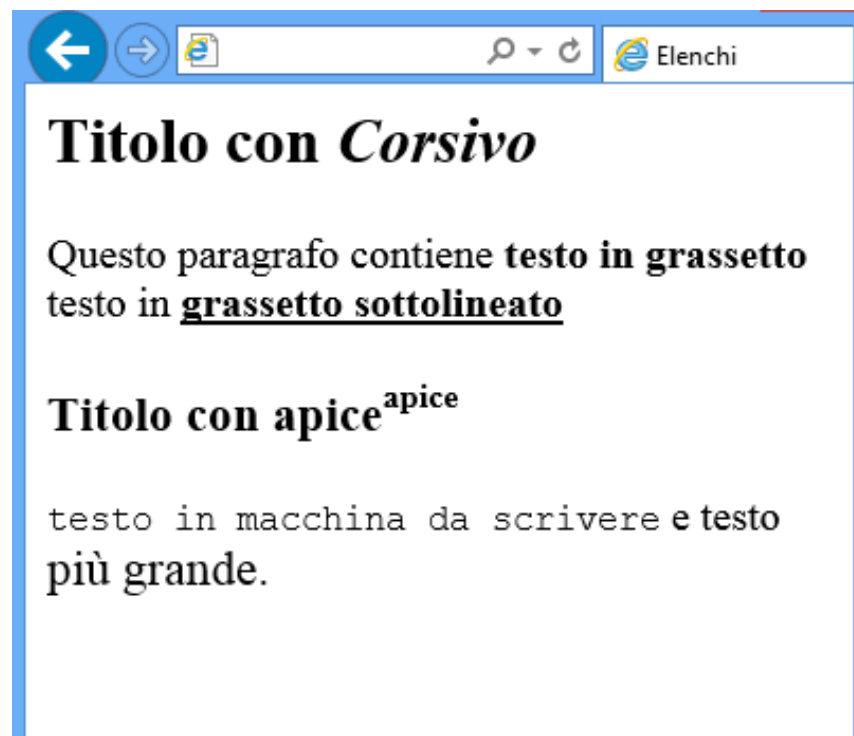 Elenchi
Titolo con Corsivo
Questo paragrafo contiene testo in grassetto
testo in grassetto sottolineato
Titolo con apiceapice
testo in macchina da scrivere e testo
più grande.